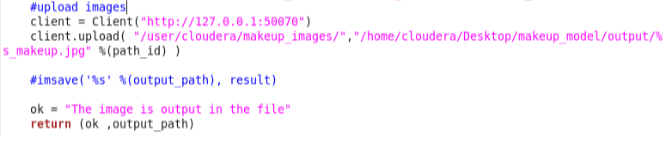 #upload images
client = Client("http://127.0.0.1:50070")
client.upload( "/user/cloudera/makeup_images/","/home/cloudera/Desktop/makeup_model/output/%
s_makeup.jpg" %(path_id) )
#imsave('%s' %(output_path), result)
ok = "The image is output in the file"
return (ok ,output_path)